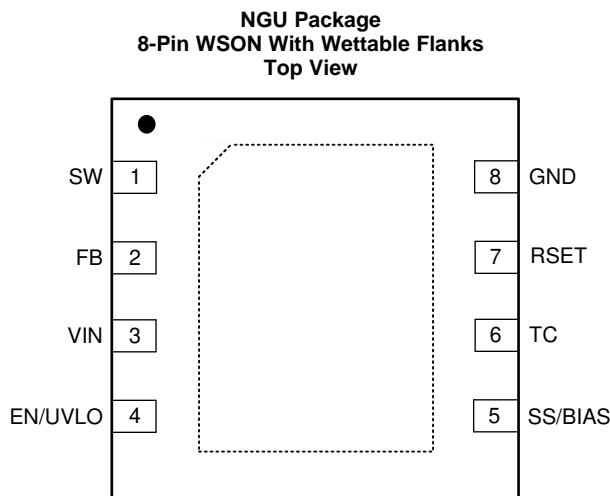 NGU Package
8-Pin WSON With Wettable Flanks
Top View
SW 1 8 GND
FB 2 7 RSET
VIN 3 6 TC
EN/UVLO 4 5 SS/BIAS